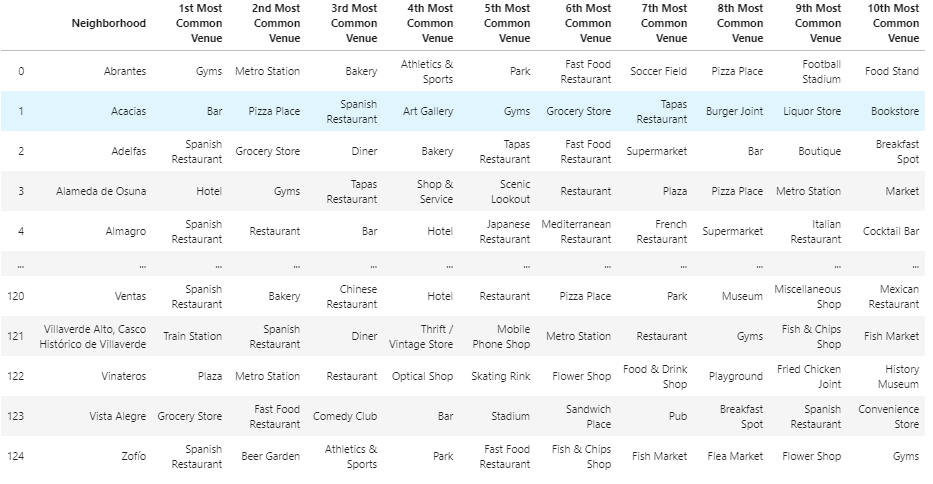 Neighborhood 1st Most Common Venue 2nd Most Common Venue 3rd Most Common Venue 4th Most Common Venue 5th Most Common Venue 6th Most Common Venue 7th Most Common Venue 8th Most Common Venue 9th Most Common Venue 10th Most Common Venue
0 Abrantes Gyms Metro Station Bakery Athletics & Sports Park Fast Food Restaurant Soccer Field Pizza Place Football Stadium Food Stand
1 Acacias Bar Pizza Place Spanish Restaurant Art Gallery Gyms Grocery Store Tapas Restaurant Burger Joint Liquor Store Bookstore
2 Adelfas Spanish Restaurant Grocery Store Diner Bakery Tapas Restaurant Fast Food Restaurant Supermarket Bar Boutique Breakfast Spot
3 Alameda de Osuna Hotel Gyms Tapas Restaurant Shop & Service Scenic Lookout Restaurant Plaza Pizza Place Metro Station Market
4 Almagro Spanish Restaurant Restaurant Bar Hotel Japanese Restaurant Mediterranean Restaurant French Restaurant Supermarket Italian Restaurant Cocktail Bar
... ... ... ... ... ... ... ... ... ... ... ...
120 Ventas Spanish Restaurant Bakery Chinese Restaurant Hotel Restaurant Pizza Place Park Museum Miscellaneous Shop Mexican Restaurant
121 Villaverde Alto, Casco Histórico de Villaverde Train Station Spanish Restaurant Diner Thrift / Vintage Store Mobile Phone Shop Metro Station Restaurant Gyms Fish & Chips Shop Fish Market
122 Vinateros Plaza Metro Station Restaurant Optical Shop Skating Rink Flower Shop Food & Drink Shop Playground Fried Chicken Joint History Museum
123 Vista Alegre Grocery Store Fast Food Restaurant Comedy Club Bar Stadium Sandwich Place Pub Breakfast Spot Spanish Restaurant Convenience Store
124 Zofío Spanish Restaurant Beer Garden Athletics & Sports Park Fast Food Restaurant Fish & Chips Shop Fish Market Flea Market Flower Shop Gyms